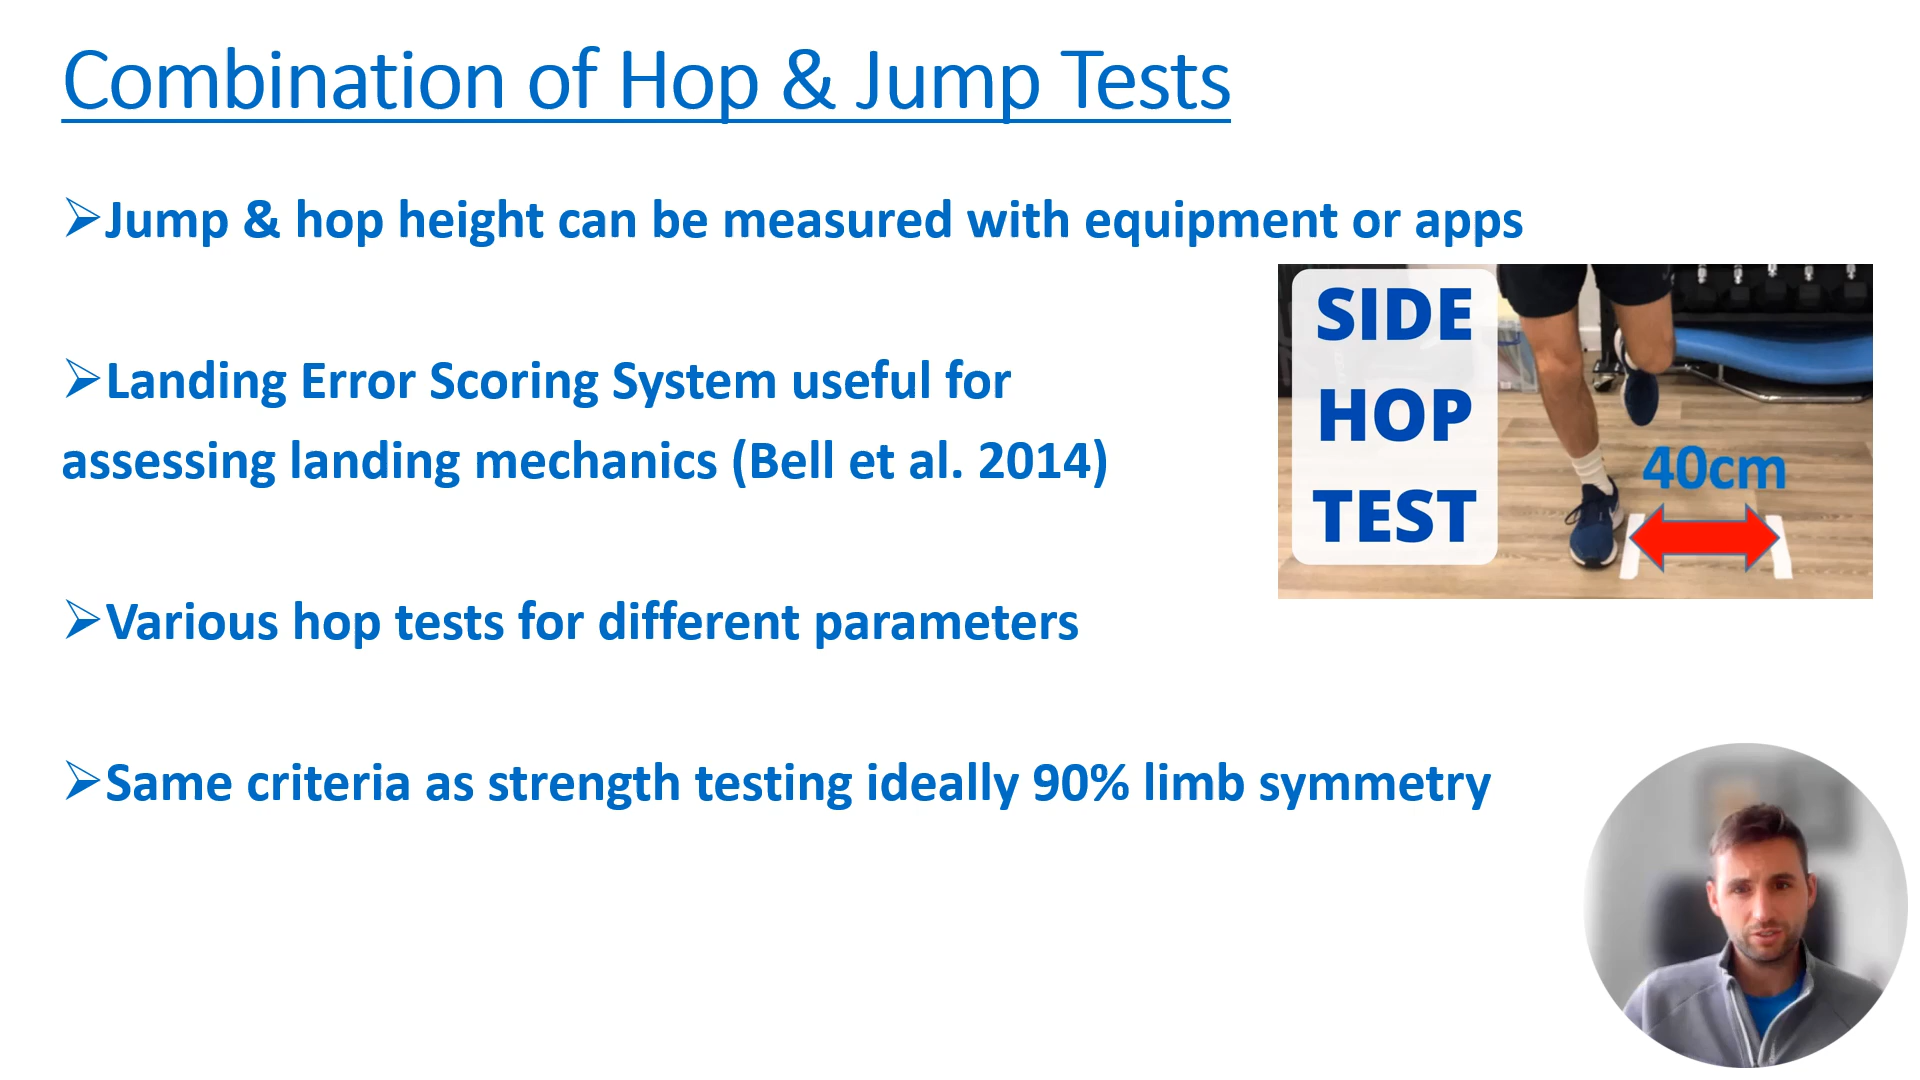 Combination of Hop & Jump Tests
➢Jump & hop height can be measured with equipment or apps
➢Landing Error Scoring System useful for
assessing landing mechanics (Bell et al. 2014)
➢Various hop tests for different parameters
➢Same criteria as strength testing ideally 90% limb symmetry
SIDE
HOP
TEST
40cm